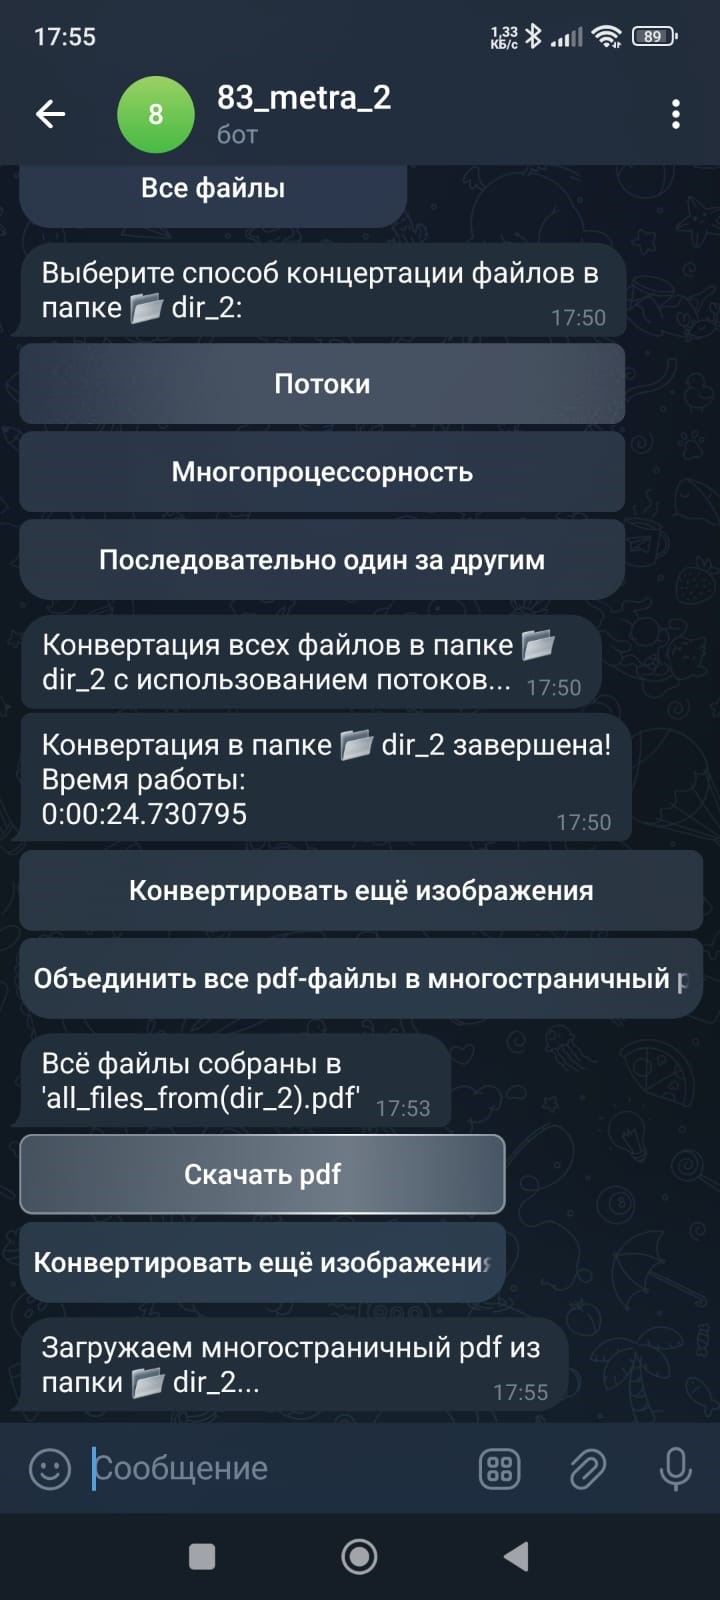 17:55
1,33
КБ/с
89
8
83_metra_2
бот
Все файлы
Выберите способ концертации файлов в
папке dir_2:
17:50
Потоки
Многопроцессорность
Последовательно один за другим
Конвертация всех файлов в папке
dir_2 с использованием потоков...
17:50
Конвертация в папке dir_2 завершена!
Время работы:
0:00:24.730795
17:50
Конвертировать ещё изображения
Объединить все pdf-файлы в многостраничный p
Всё файлы собраны в
'all_files_from(dir_2).pdf'
17:53
Скачать pdf
Конвертировать ещё изображения
Загружаем многостраничный pdf из
папки dir_2...
17:55
Сообщение